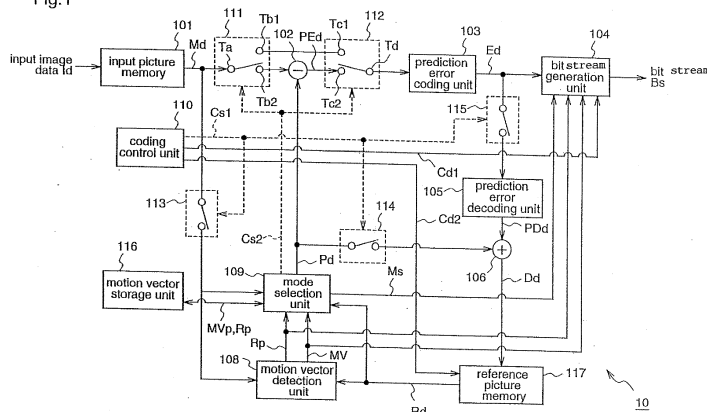 Fig.1
111
112
101
Tb1
102
PEd
Tc1
103
104
Md
Ta
Td
Ed
input image
data Id
input picture
memory
prediction
error
coding unit
bit stream
generation
unit
bit stream
Bs
Tb2
Tc2
110
Cs1
115
coding
control unit
Cd1
105
prediction
error
decoding unit
113
114
Cd2
PDd
Cs2
116
109
Pd
Ms
106
motion vector
storage unit
mode
selection
unit
Dd
MVp,Rp
Rp
MV
108
motion vector
detection
unit
reference
picture
memory
117
Rd
10